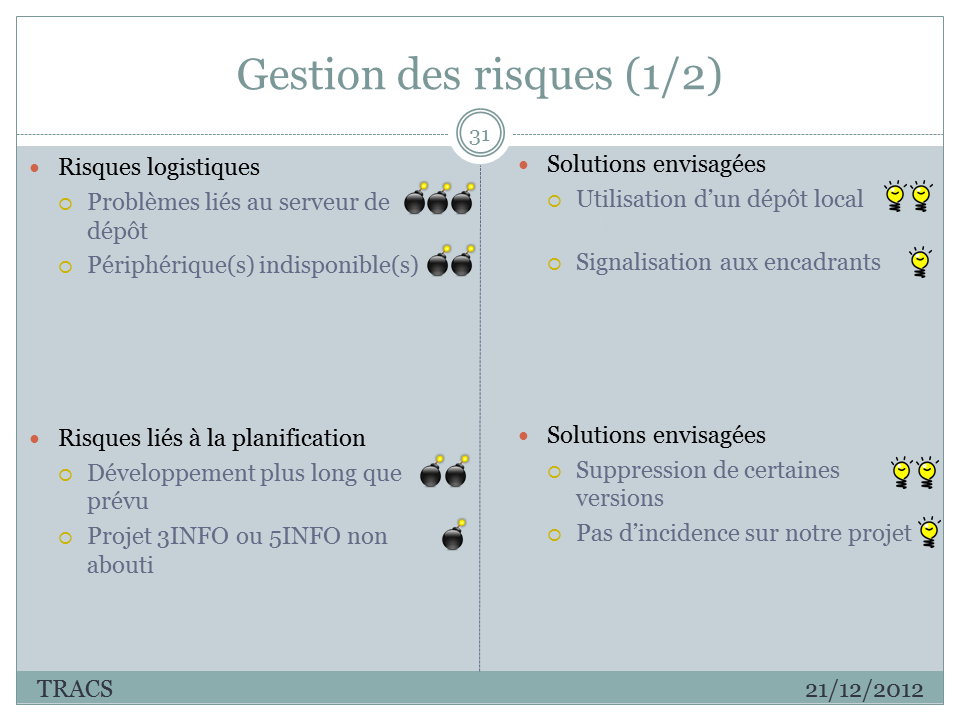 Gestion des risques (1/2)
31
Risques logistiques
Problèmes liés au serveur de
dépôt
Périphérique(s) indisponible(s)
Risques liés à la planification
Développement plus long que
prévu
Projet 3INFO ou 5INFO non
abouti
Solutions envisagées
Utilisation d’un dépôt local
Signalisation aux encadrants
Solutions envisagées
Suppression de certaines
versions
Pas d’incidence sur notre projet
TRACS
21/12/2012